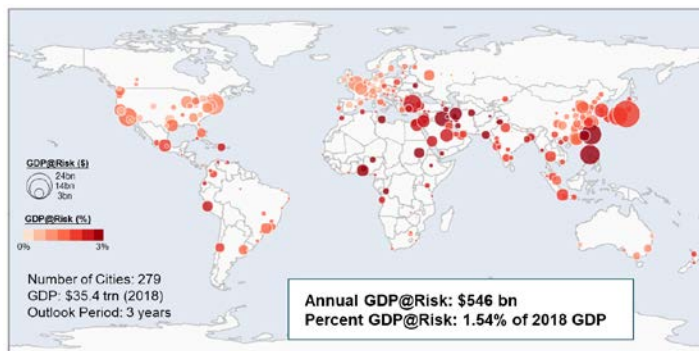 GDP@Risk ($)
24bn
14bn
3bn
GDP@Risk (%)
0%
3%
Number of Cities: 279
GDP: $35.4 trn (2018)
Outlook Period: 3 years
Annual GDP@Risk: $546 bn
Percent GDP@Risk: 1.54% of 2018 GDP